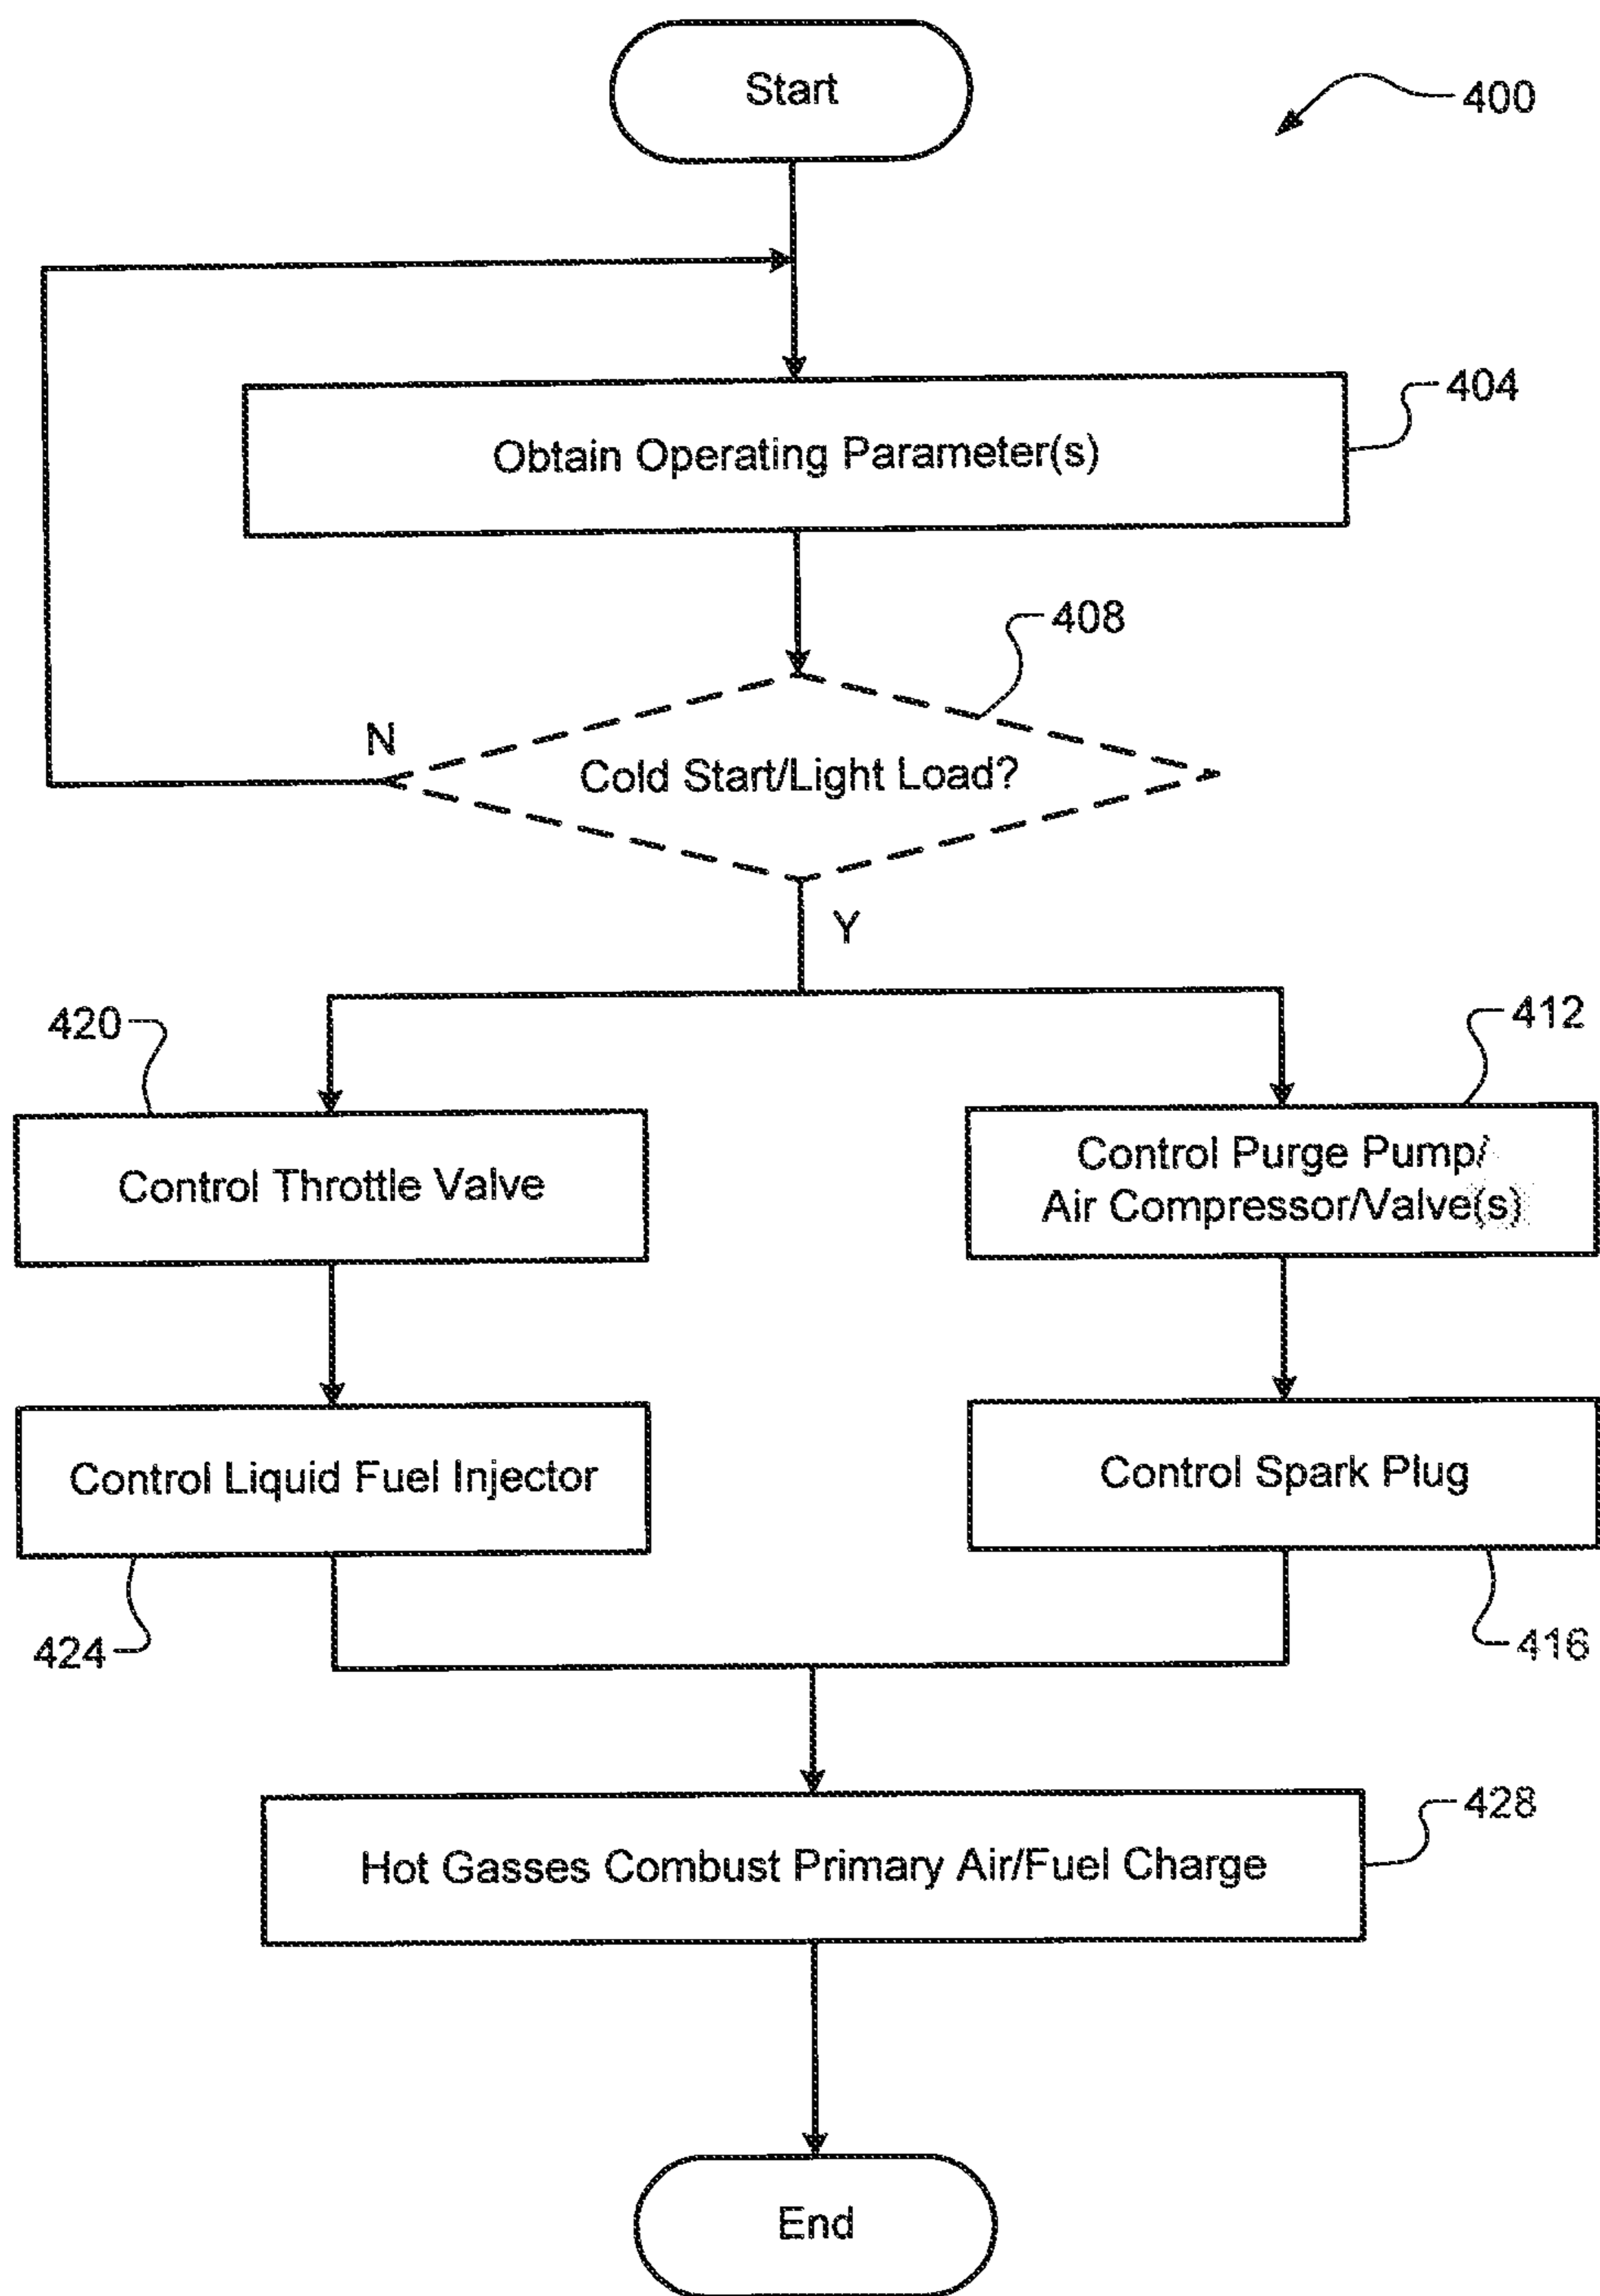 Start
400
Obtain Operating Parameter(s)
404
408
Cold Start/Light Load?
N
Y
420
412
Control Throttle Valve
Control Purge Pump/
Air Compressor/Valve(s)
Control Liquid Fuel Injector
Control Spark Plug
424
416
Hot Gasses Combust Primary Air/Fuel Charge
428
End